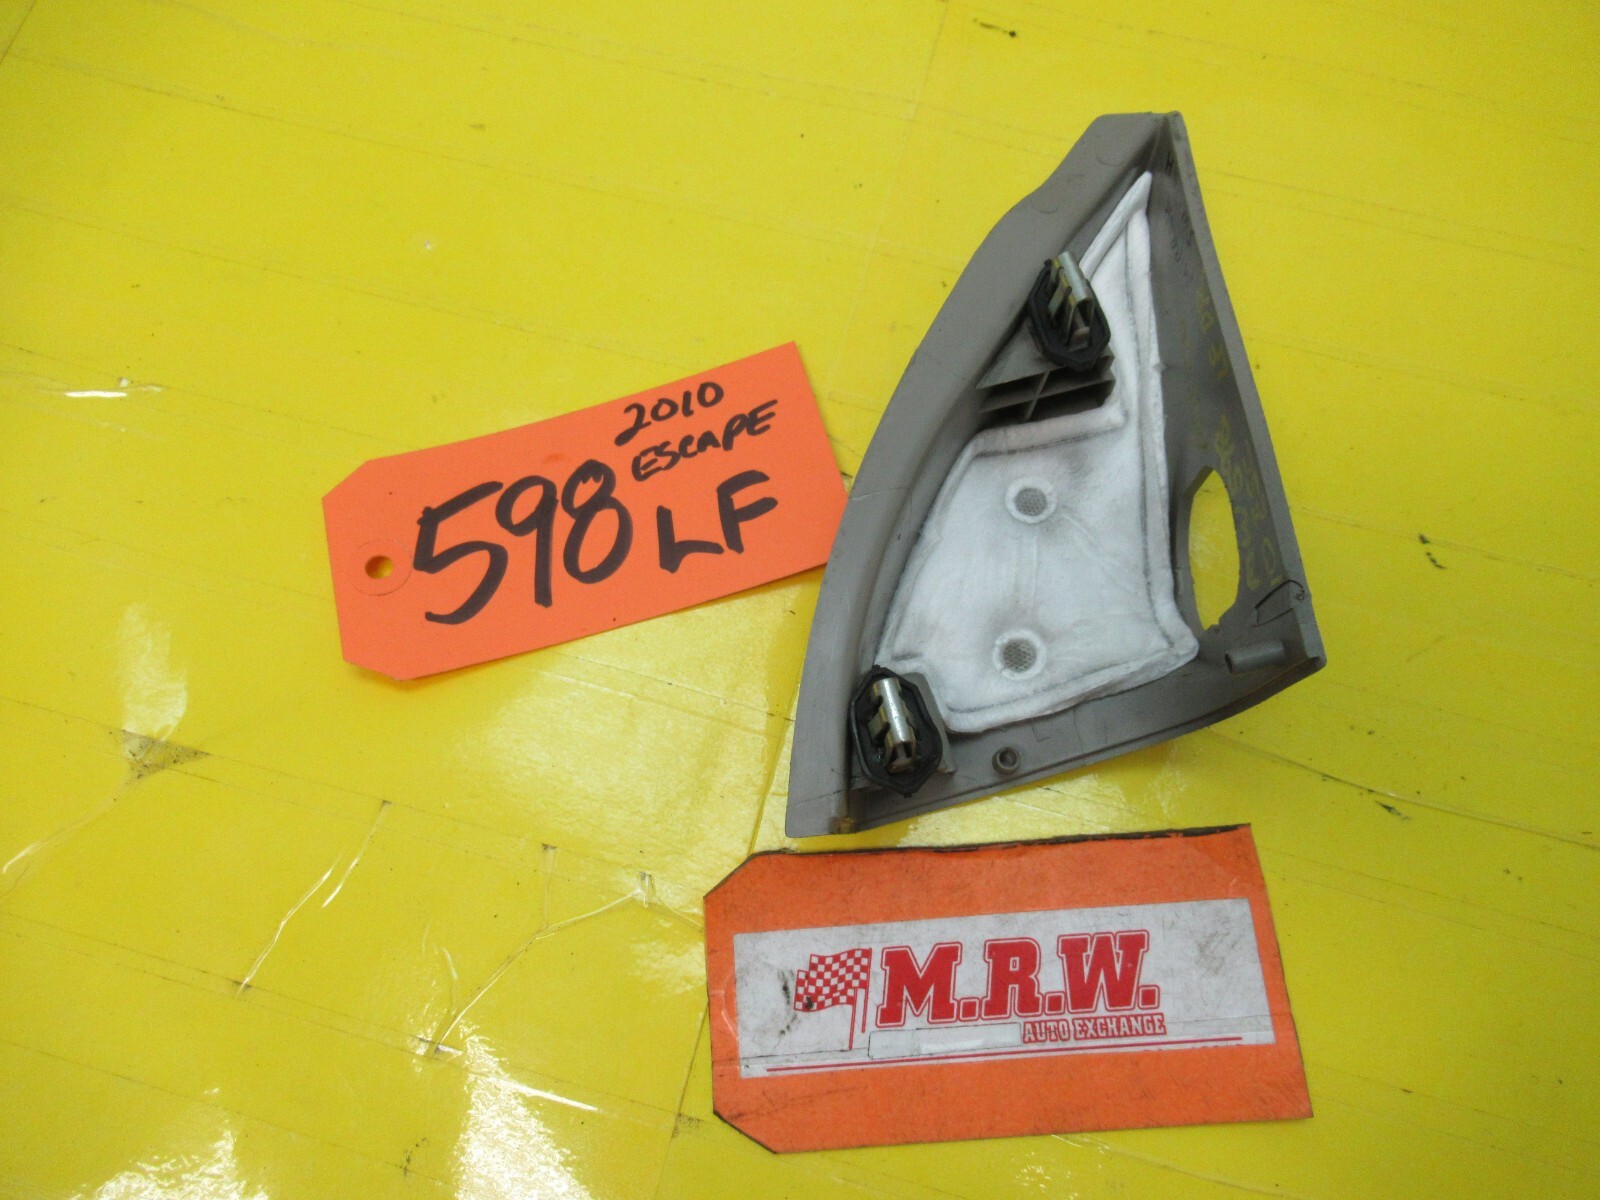 2010
ESCAPE
598 LF
M.R.W.
AUTO EXCHANGE